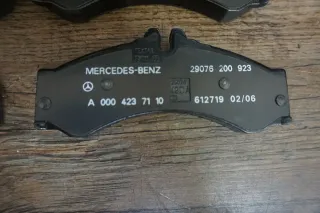 MERCEDES-BENZ 29076 200 923
A 000 423 71 10 612719 02/06